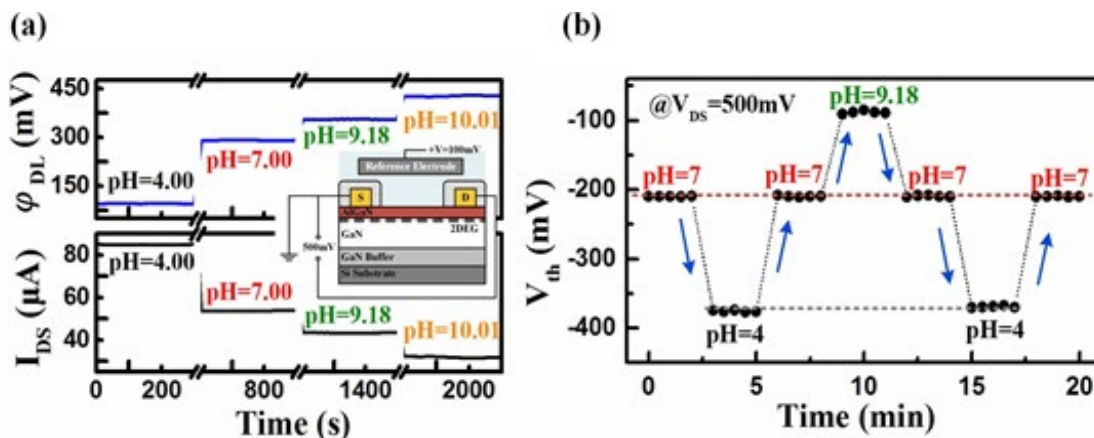 (a)
φDL (mV)
450
300
150
pH=4.00
pH=7.00
pH=9.18
pH=10.01
+V=100mV
Reference Electrode
S
D
AlGaN
2DEG
GaN
500mV
GaN Buffer
Si Substrate
IDS (μA)
80
60
40
pH=4.00
pH=7.00
pH=9.18
pH=10.01
0 200 800 1400 2000
Time (s)
(b)
Vth (mV)
-100
-200
-300
-400
@VDS=500mV
pH=9.18
pH=7
pH=7
pH=7
pH=7
pH=4
pH=4
0 5 10 15 20
Time (min)